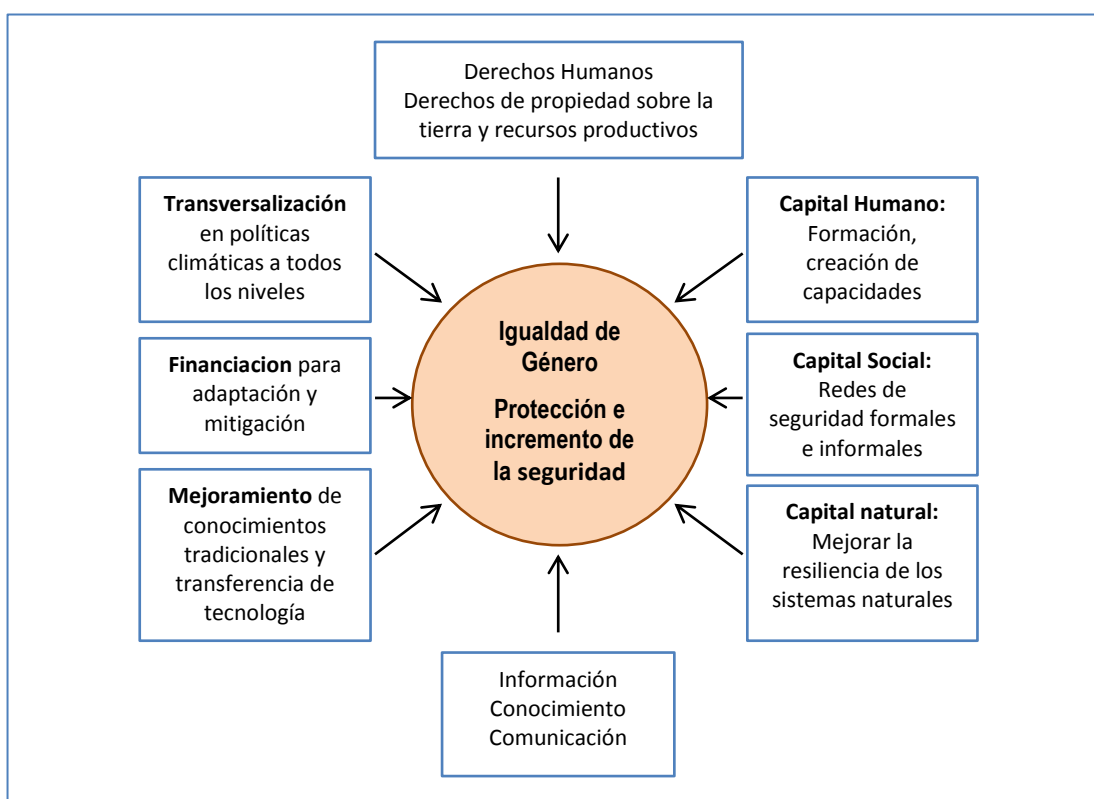 Derechos Humanos
Derechos de propiedad sobre la
tierra y recursos productivos
Transversalización
en políticas
climáticas a todos
los niveles
Financiacion para
adaptación y
mitigación
Mejoramiento de
conocimientos
tradicionales y
transferencia de
tecnología
Igualdad de
Género
Protección e
incremento de
la seguridad
Capital Humano:
Formación,
creación de
capacidades
Capital Social:
Redes de
seguridad formales
e informales
Capital natural:
Mejorar la
resiliencia de los
sistemas naturales
Información
Conocimiento
Comunicación